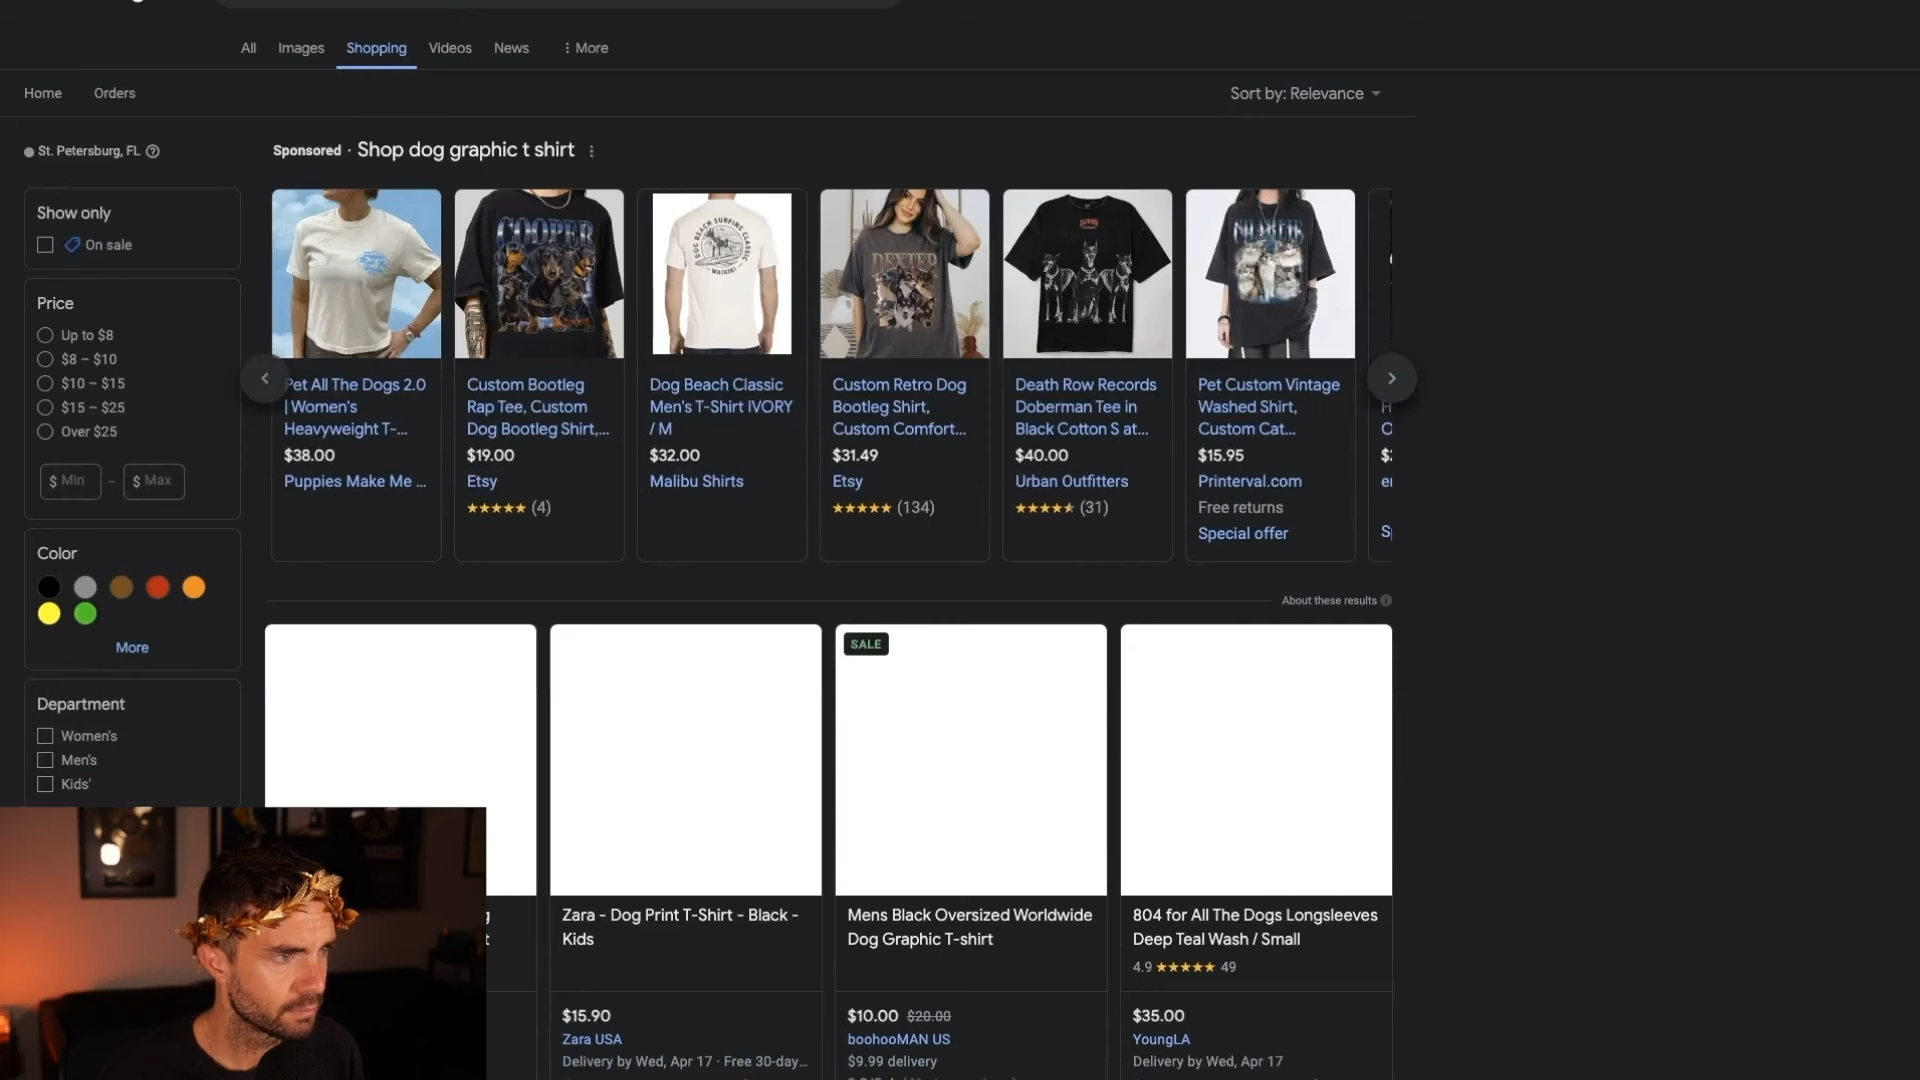 All Images Shopping Videos News More
Home Orders Sort by: Relevance
St. Petersburg, FL
Sponsored · Shop dog graphic t shirt
Show only
On sale
Price
Up to $8
$8 – $10
$10 – $15
$15 – $25
Over $25
$ Min – $ Max
Color
More
Department
Women's
Men's
Kids'
Pet All The Dogs 2.0
| Women's
Heavyweight T-...
$38.00
Puppies Make Me ...
COOPER
Custom Bootleg
Rap Tee, Custom
Dog Bootleg Shirt,...
$19.00
Etsy
(4)
DOG BEACH SURFING CLASSIC
WAIKIKI
Dog Beach Classic
Men's T-Shirt IVORY
/ M
$32.00
Malibu Shirts
DEXTER
Custom Retro Dog
Bootleg Shirt,
Custom Comfort...
$31.49
Etsy
(134)
Death Row Records
Doberman Tee in
Black Cotton S at...
$40.00
Urban Outfitters
(31)
CHARLIE
Pet Custom Vintage
Washed Shirt,
Custom Cat...
$15.95
Printerval.com
Free returns
Special offer
About these results
Zara - Dog Print T-Shirt - Black -
Kids
$15.90
Zara USA
Delivery by Wed, Apr 17 · Free 30-day...
SALE
Mens Black Oversized Worldwide
Dog Graphic T-shirt
$10.00 $20.00
boohooMAN US
$9.99 delivery
804 for All The Dogs Longsleeves
Deep Teal Wash / Small
4.9 49
$35.00
YoungLA
Delivery by Wed, Apr 17